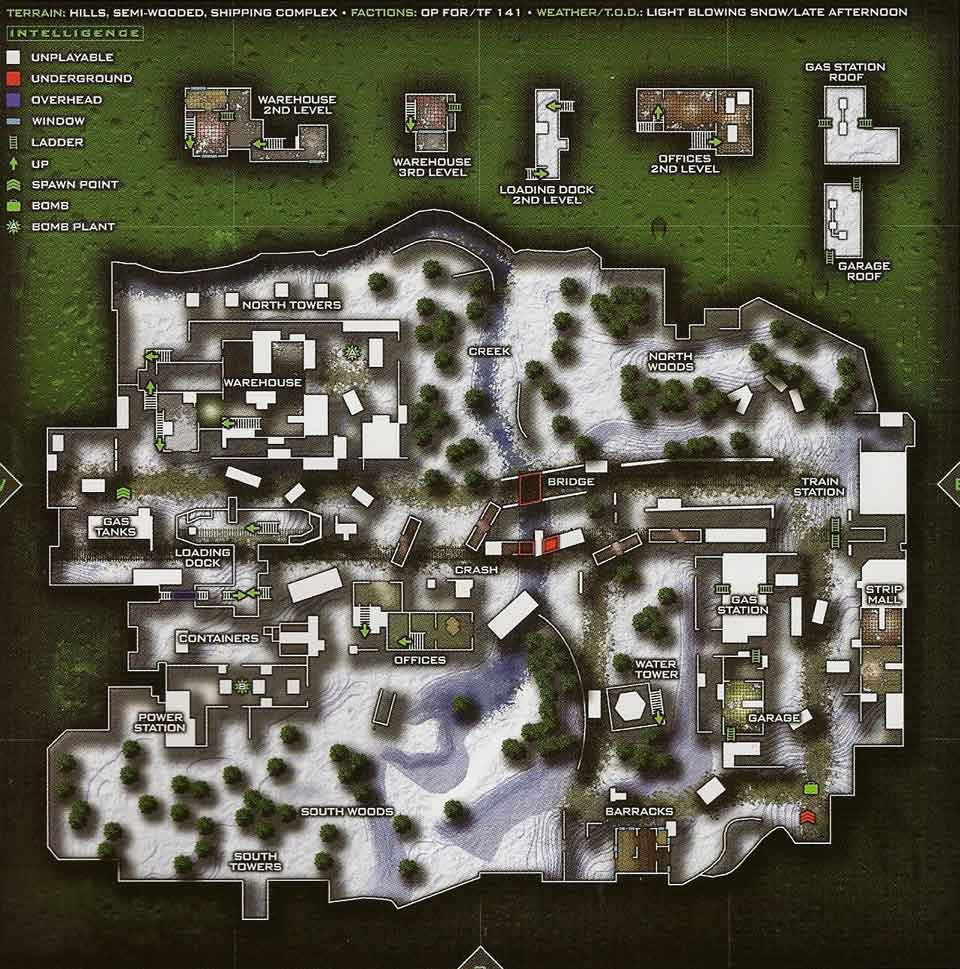 TERRAIN: HILLS, SEMI-WOODED, SHIPPING COMPLEX • FACTIONS: OP FOR/TF 141 • WEATHER/T.O.D.: LIGHT BLOWING SNOW/LATE AFTERNOON
INTELLIGENCE
UNPLAYABLE
UNDERGROUND
OVERHEAD
WINDOW
LADDER
UP
SPAWN POINT
BOMB
BOMB PLANT
WAREHOUSE
2ND LEVEL
WAREHOUSE
3RD LEVEL
LOADING DOCK
2ND LEVEL
OFFICES
2ND LEVEL
GAS STATION
ROOF
GARAGE
ROOF
NORTH TOWERS
CREEK
NORTH
WOODS
WAREHOUSE
A
BRIDGE
TRAIN
STATION
GAS
TANKS
LOADING
DOCK
CRASH
GAS
STATION
STRIP
MALL
CONTAINERS
OFFICES
WATER
TOWER
B
POWER
STATION
GARAGE
SOUTH WOODS
BARRACKS
SOUTH
TOWERS